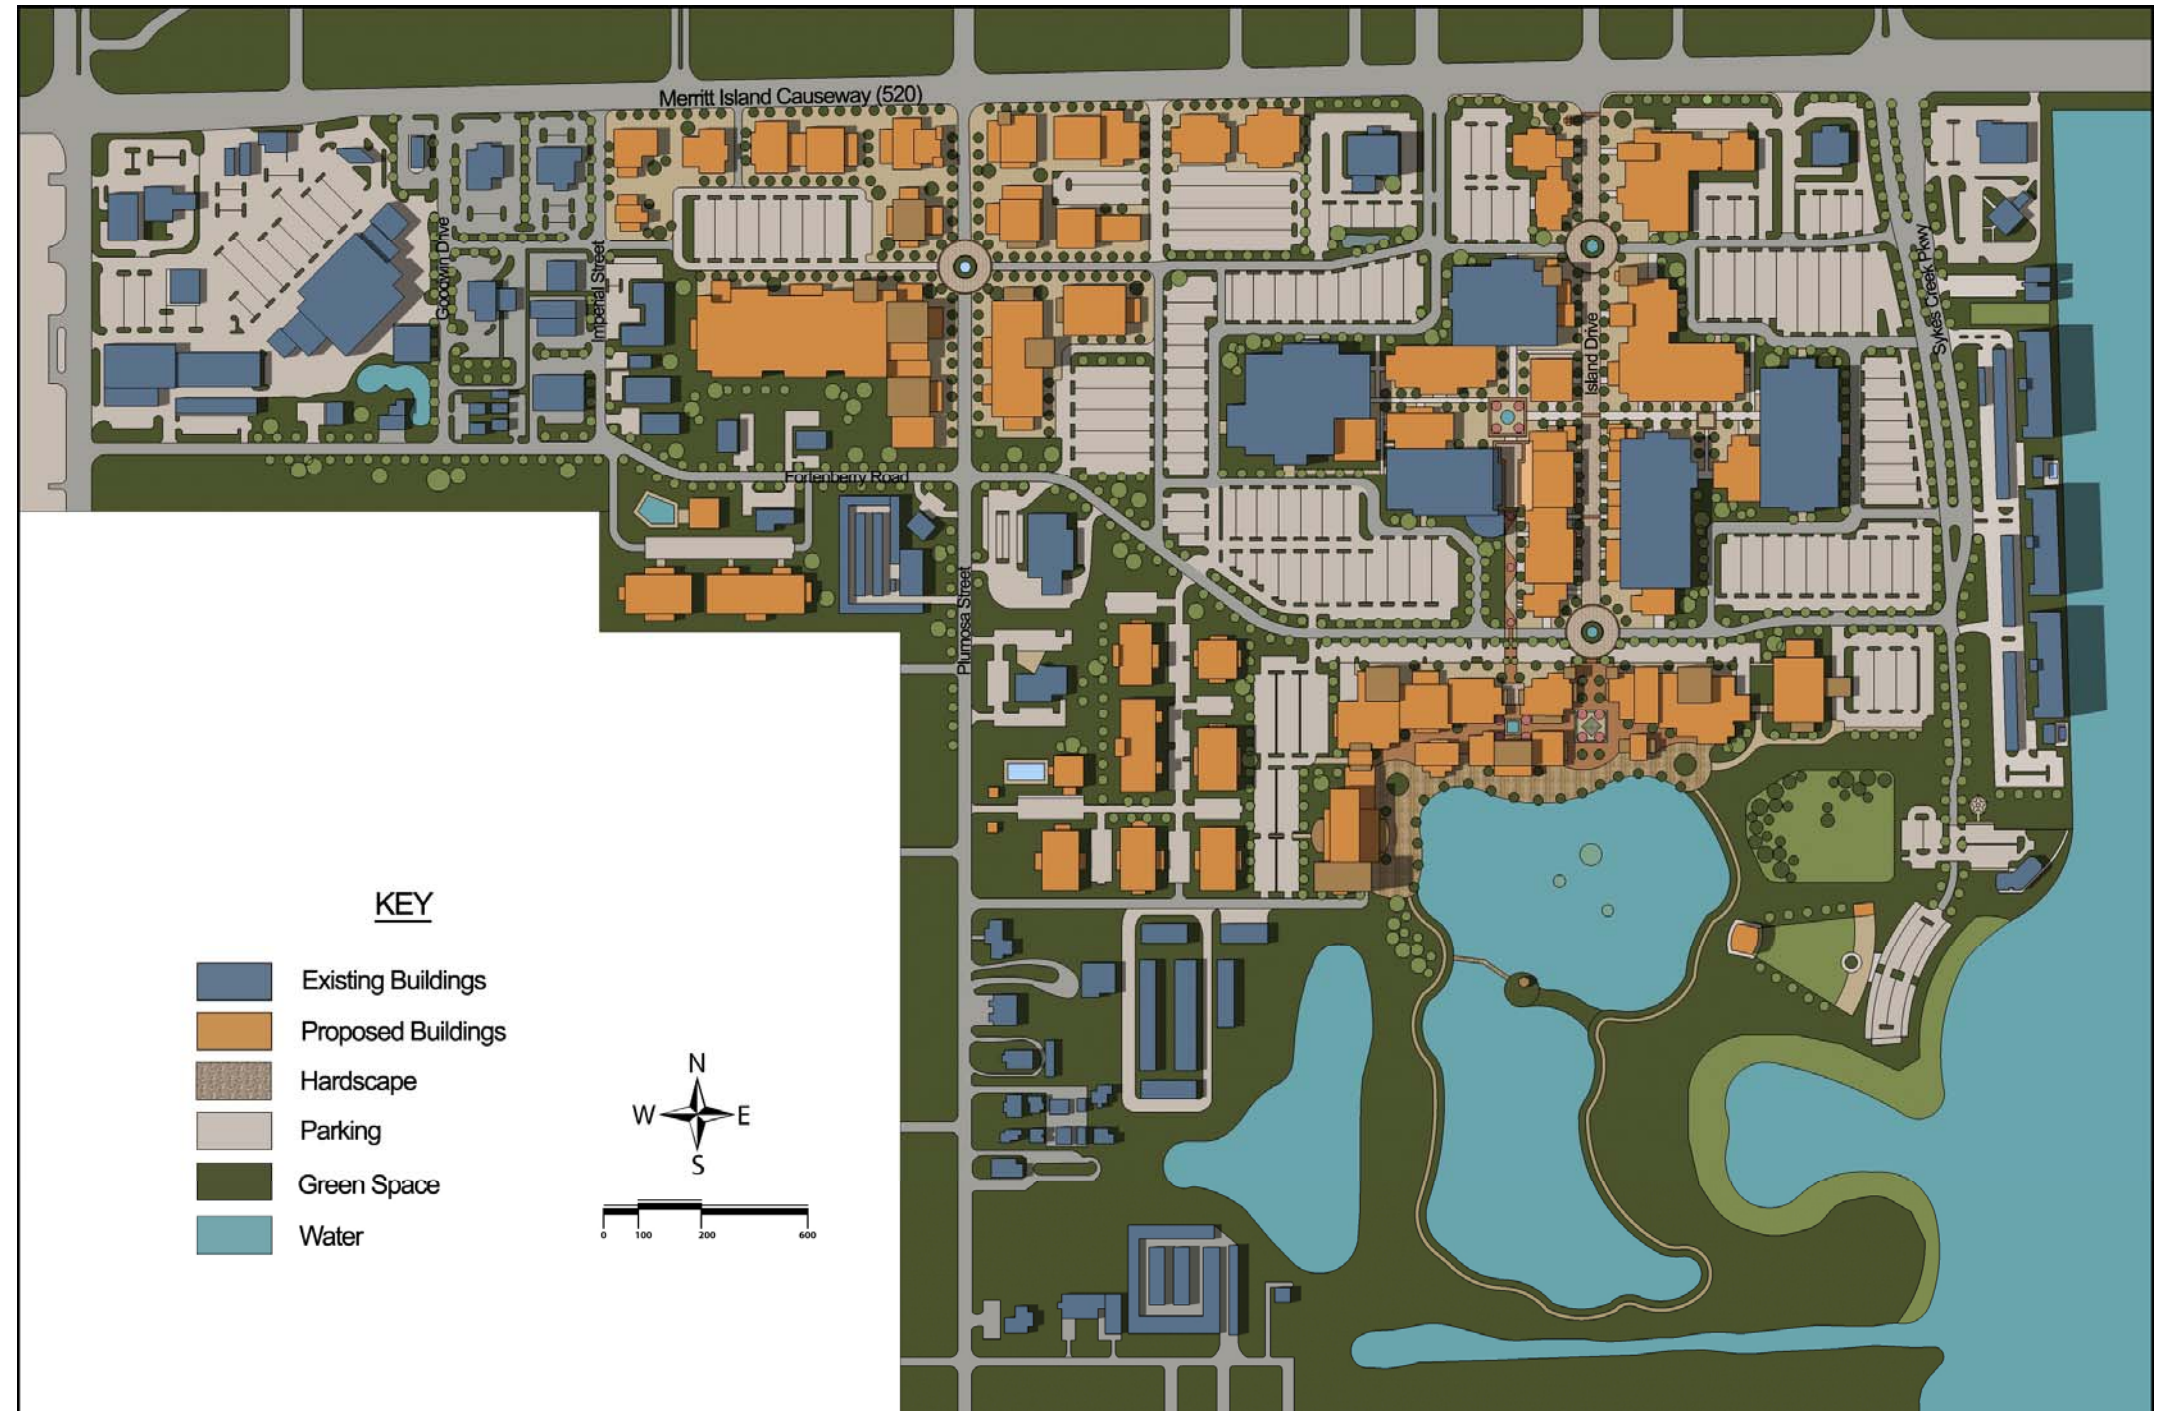 Merritt Island Causeway (520)
Goodwin Drive
Imperial Street
Island Drive
Sykes Creek Pkwy
Fortenberry Road
Plumosa Street
KEY
Existing Buildings
Proposed Buildings
Hardscape
Parking
Green Space
Water
N
W E
S
0 100 200 600